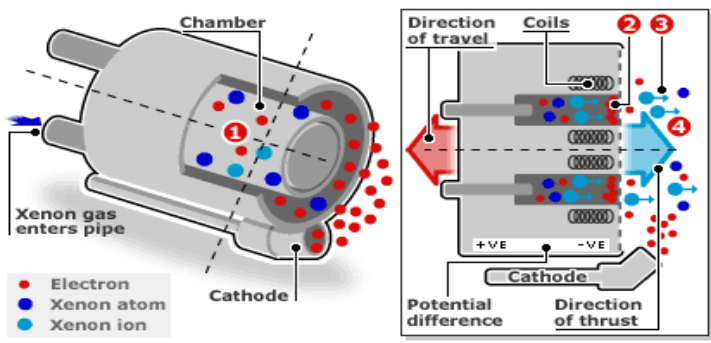 Chamber
1
Xenon gas
enters pipe
Cathode
Electron
Xenon atom
Xenon ion
Direction
of travel
Coils
2
3
4
+VE
-VE
Cathode
Potential
difference
Direction
of thrust